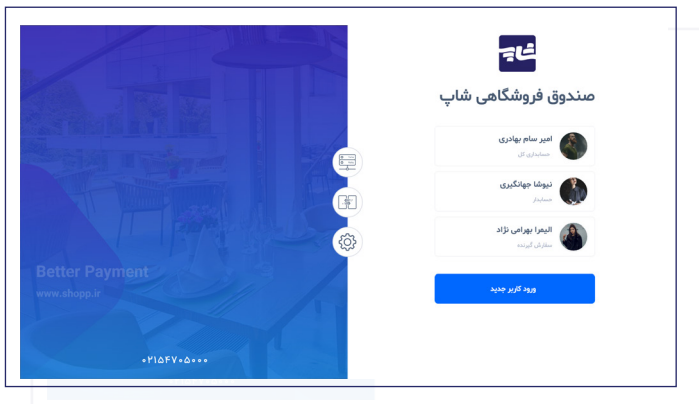 شاپ
صندوق فروشگاهی شاپ
امیر سام بهادری
حسابداری کل
نیوشا جهانگیری
حسابدار
الیمرا بهرامی نژاد
سفارش گیرنده
ورود کاربر جدید
Better Payment
www.shopp.ir
۰۲۱۵۴۷۰۵۰۰۰